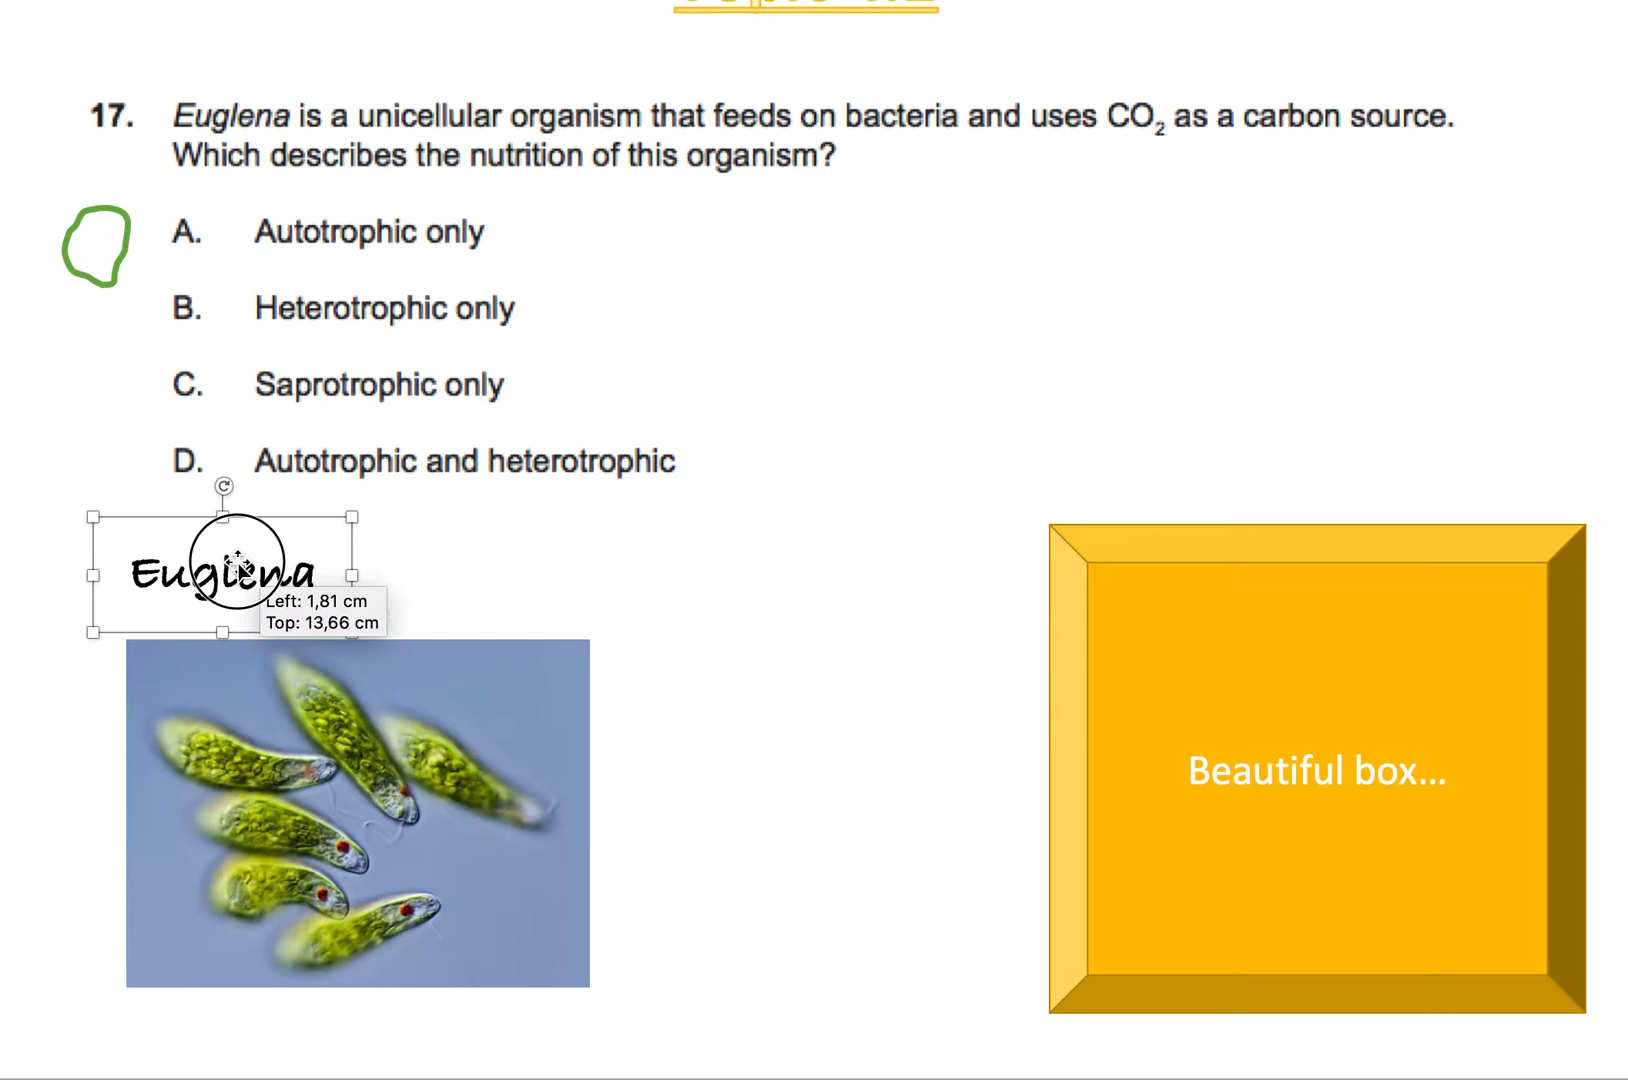 17. Euglena is a unicellular organism that feeds on bacteria and uses CO₂ as a carbon source.
Which describes the nutrition of this organism?
A. Autotrophic only
B. Heterotrophic only
C. Saprotrophic only
D. Autotrophic and heterotrophic
Euglena
Left: 1,81 cm
Top: 13,66 cm
Beautiful box...